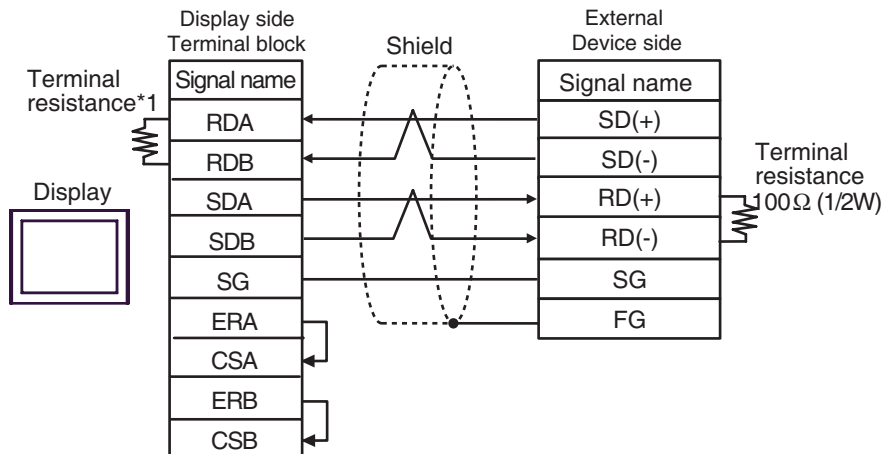 Display side
Terminal block
Shield
External
Device side
Terminal
resistance*1
Signal name
RDA
RDB
SDA
SDB
SG
ERA
CSA
ERB
CSB
Signal name
SD(+)
SD(-)
RD(+)
RD(-)
SG
FG
Terminal
resistance
100Ω (1/2W)
Display